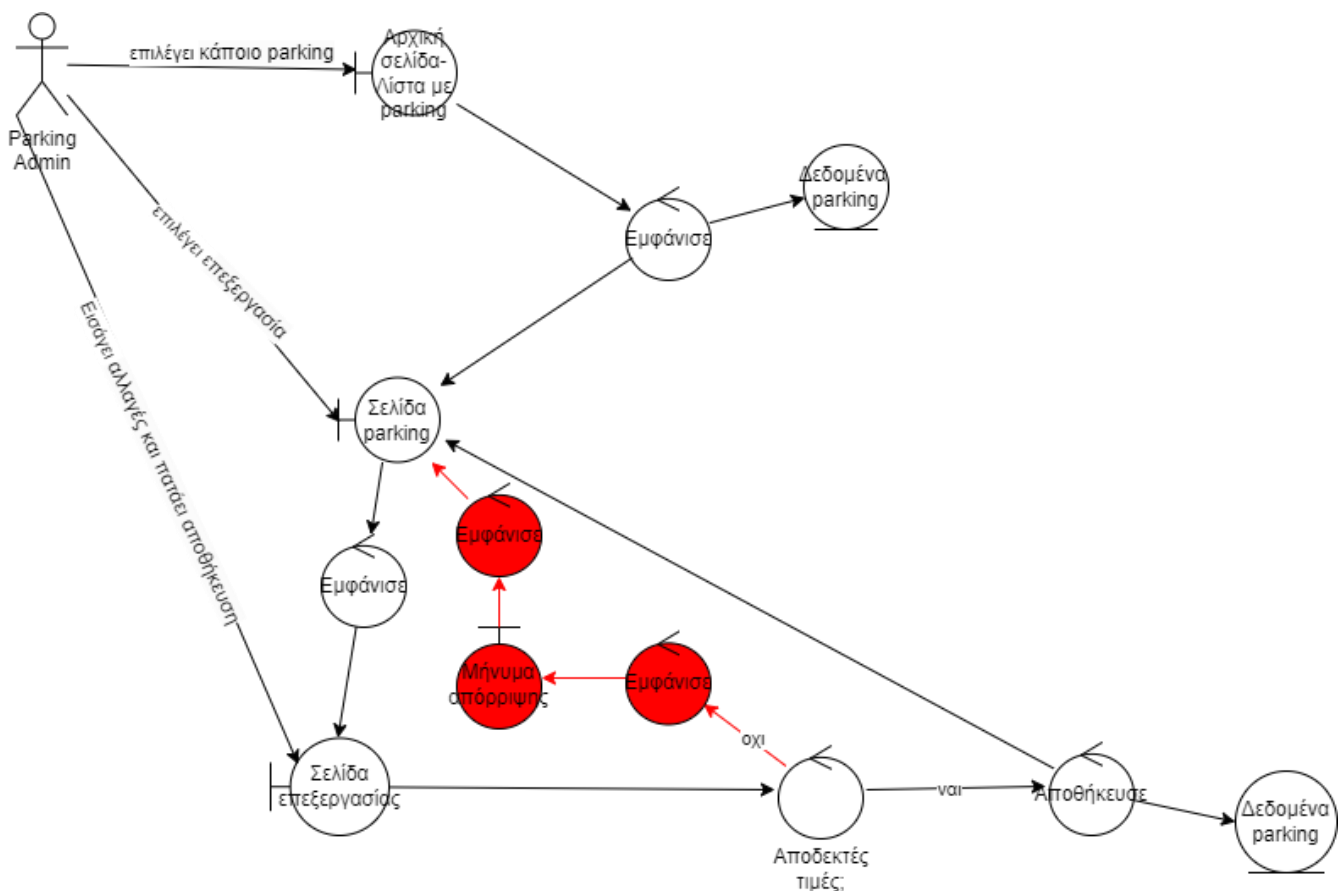 επιλέγει κάποιο parking
Αρχική
σελίδα-
Λίστα με
parking
Parking
Admin
Δεδομένα
parking
Εμφάνισε
επιλέγει επεξεργασία
Εισάγει αλλαγές και πατάει αποθήκευση
Σελίδα
parking
Εμφάνισε
Εμφάνισε
Μήνυμα
απόρριψης
Εμφάνισε
οχι
Σελίδα
επεξεργασίας
Αποδεκτές
τιμές;
ναι
Αποθήκευσε
Δεδομένα
parking